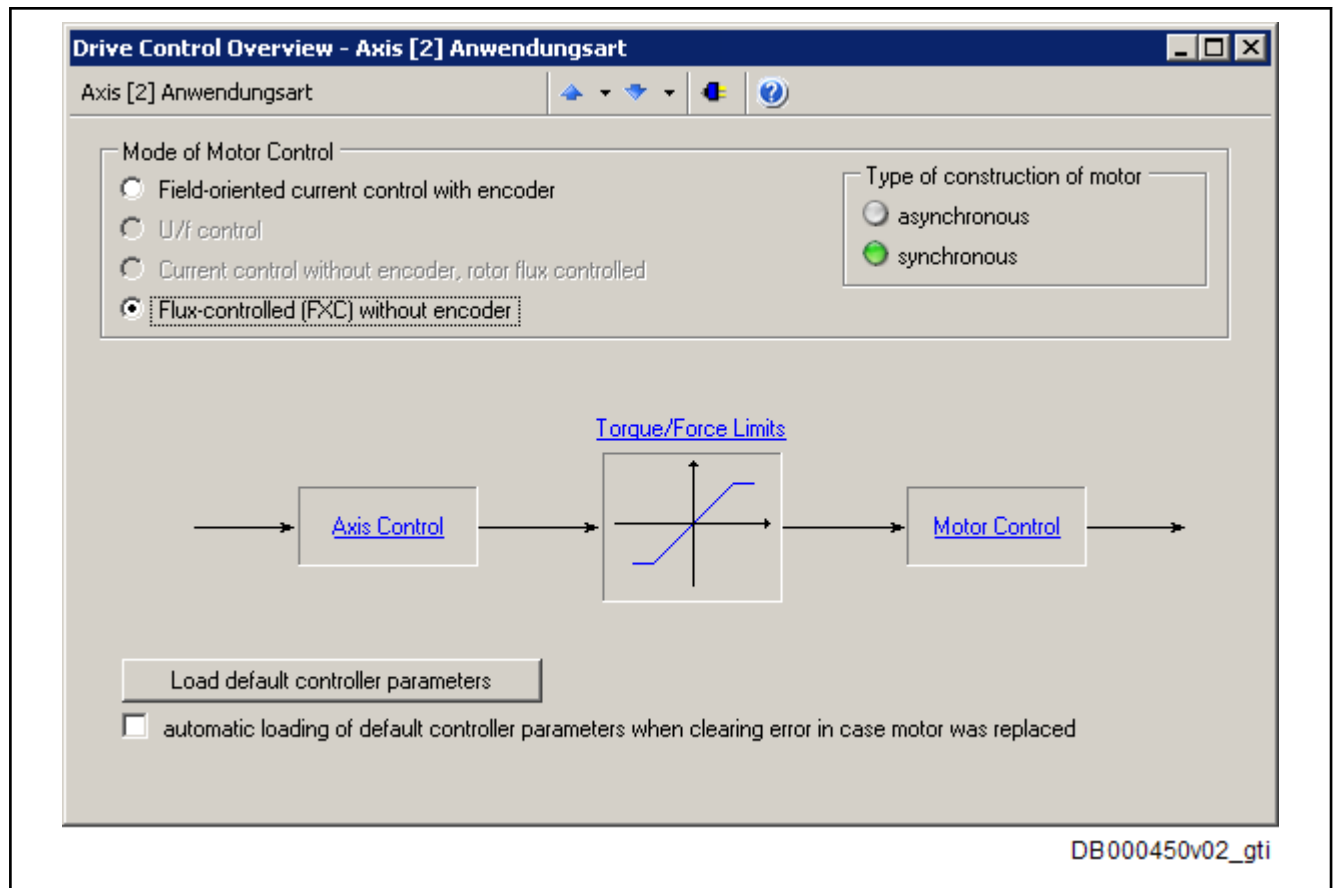 Drive Control Overview - Axis [2] Anwendungsart
Axis [2] Anwendungsart
Mode of Motor Control
Field-oriented current control with encoder
U/f control
Current control without encoder, rotor flux controlled
Flux-controlled (FXC) without encoder
Type of construction of motor
asynchronous
synchronous
Torque/Force Limits
Axis Control
Motor Control
Load default controller parameters
automatic loading of default controller parameters when clearing error in case motor was replaced
DB000450v02_gti